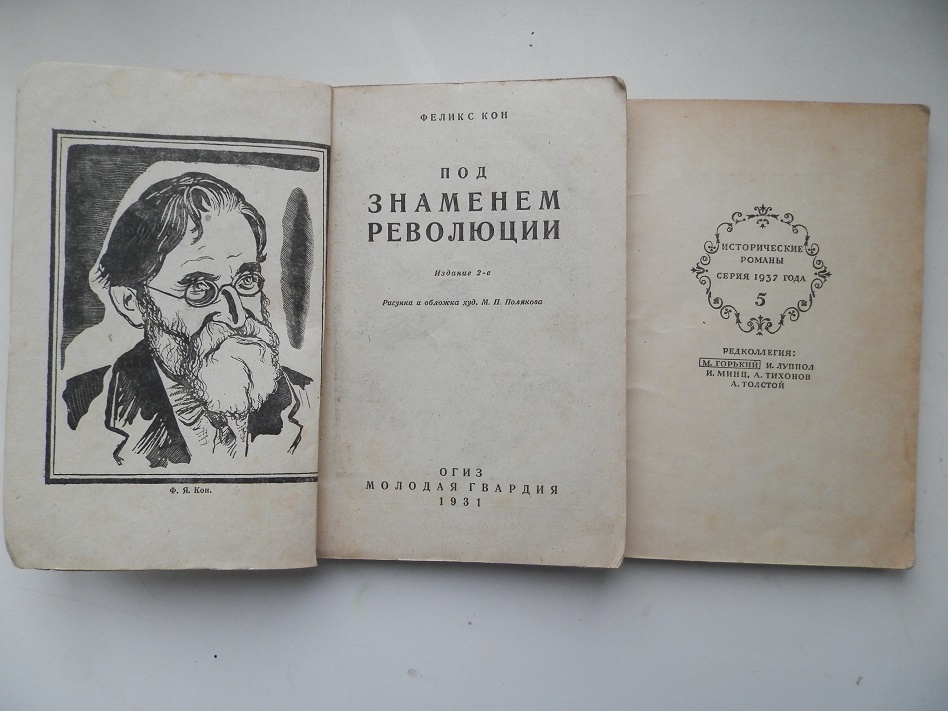 Ф. Я. Кон.
ФЕЛИКС КОН
ПОД
ЗНАМЕНЕМ
РЕВОЛЮЦИИ
Издание 2-е
Рисунки и обложка худ. М. П. Полякова
ОГИЗ
МОЛОДАЯ ГВАРДИЯ
1931
ИСТОРИЧЕСКИЕ
РОМАНЫ
СЕРИЯ 1937 ГОДА
5
РЕДКОЛЛЕГИЯ:
М. ГОРЬКИЙ И. ЛУППОЛ
И. МИНЦ, А. ТИХОНОВ
А. ТОЛСТОЙ